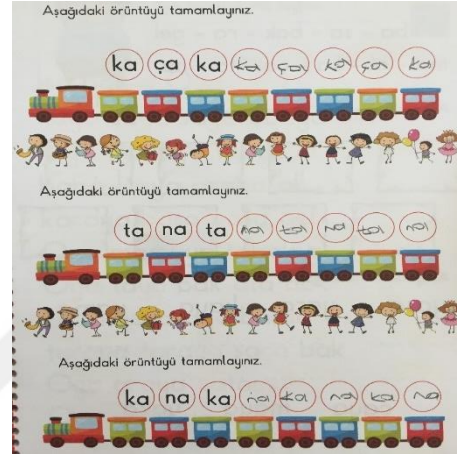 Aşağıdaki örüntüyü tamamlayınız.
ka ça ka ka ça ka ça ka
Aşağıdaki örüntüyü tamamlayınız.
ta na ta na ta na ta na
Aşağıdaki örüntüyü tamamlayınız.
ka na ka na ka na ka na